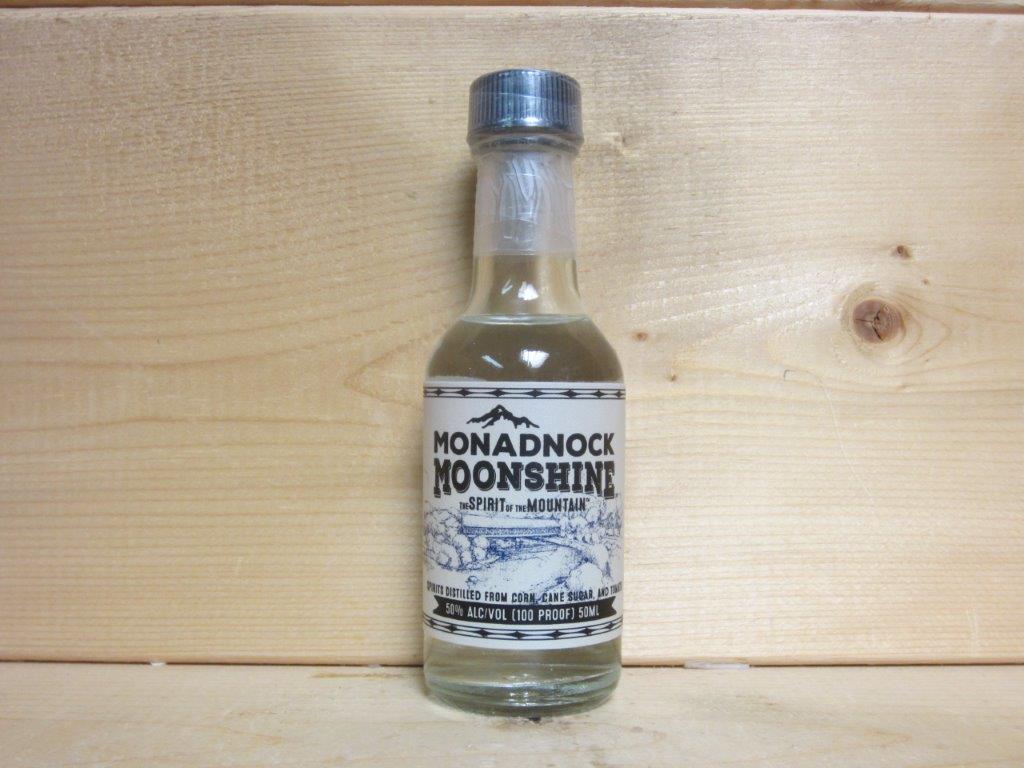 MONADNOCK
MOONSHINE
THE SPIRIT OF THE MOUNTAIN
SPIRITS DISTILLED FROM CORN, CANE SUGAR, AND
50% ALC/VOL (100 PROOF) 50ML